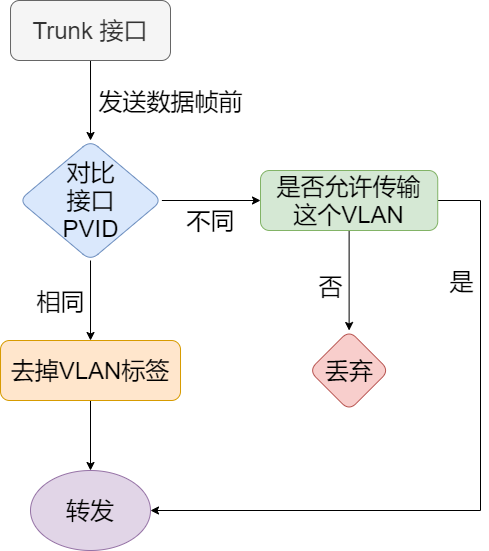 Trunk 接口
发送数据帧前
对比
接口
PVID
不同
是否允许传输
这个VLAN
相同
否
是
去掉VLAN标签
丢弃
转发